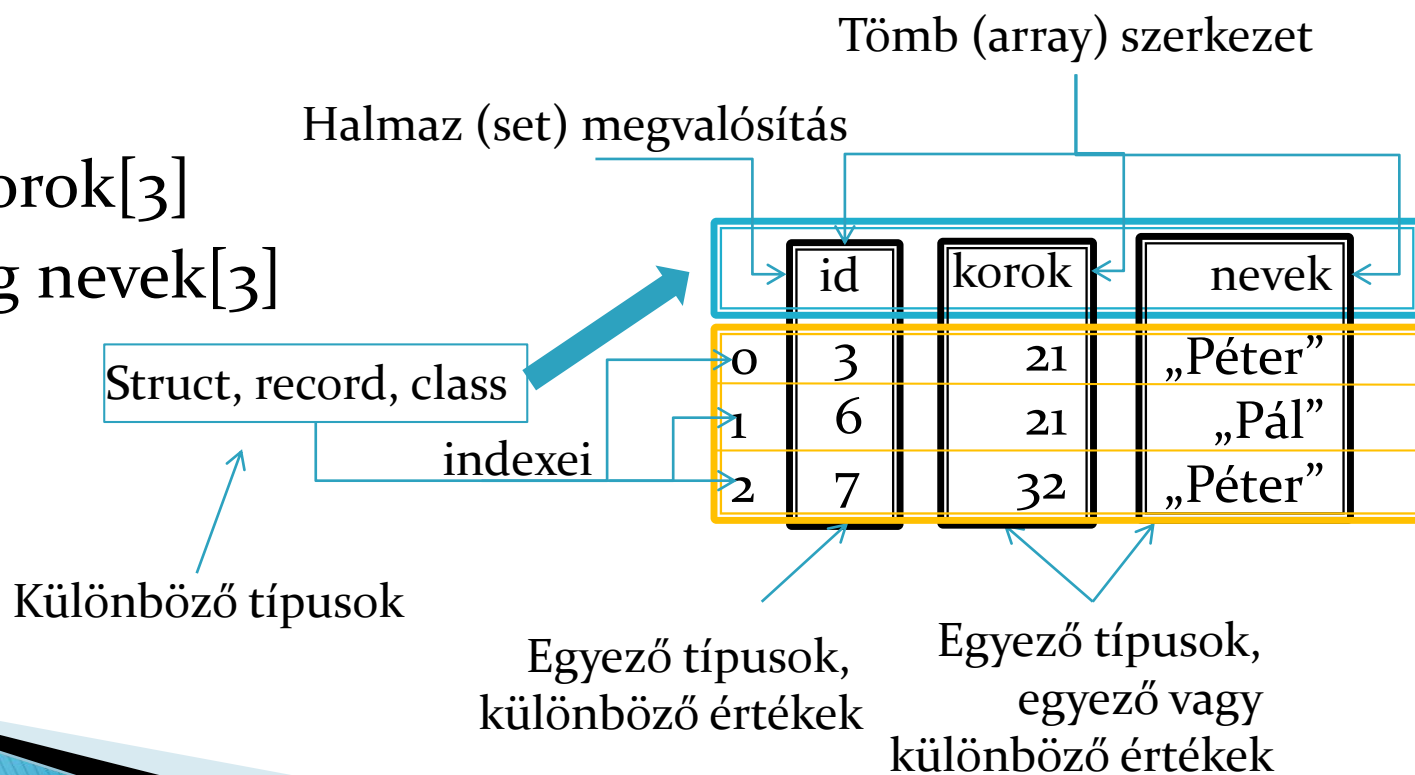 Tömb (array) szerkezet
Halmaz (set) megvalósítás
orok[3]
g nevek[3]
id korok nevek
Struct, record, class
0 3 21 „Péter”
1 6 21 „Pál”
indexei
2 7 32 „Péter”
Különböző típusok
Egyező típusok,
különböző értékek
Egyező típusok,
egyező vagy
különböző értékek